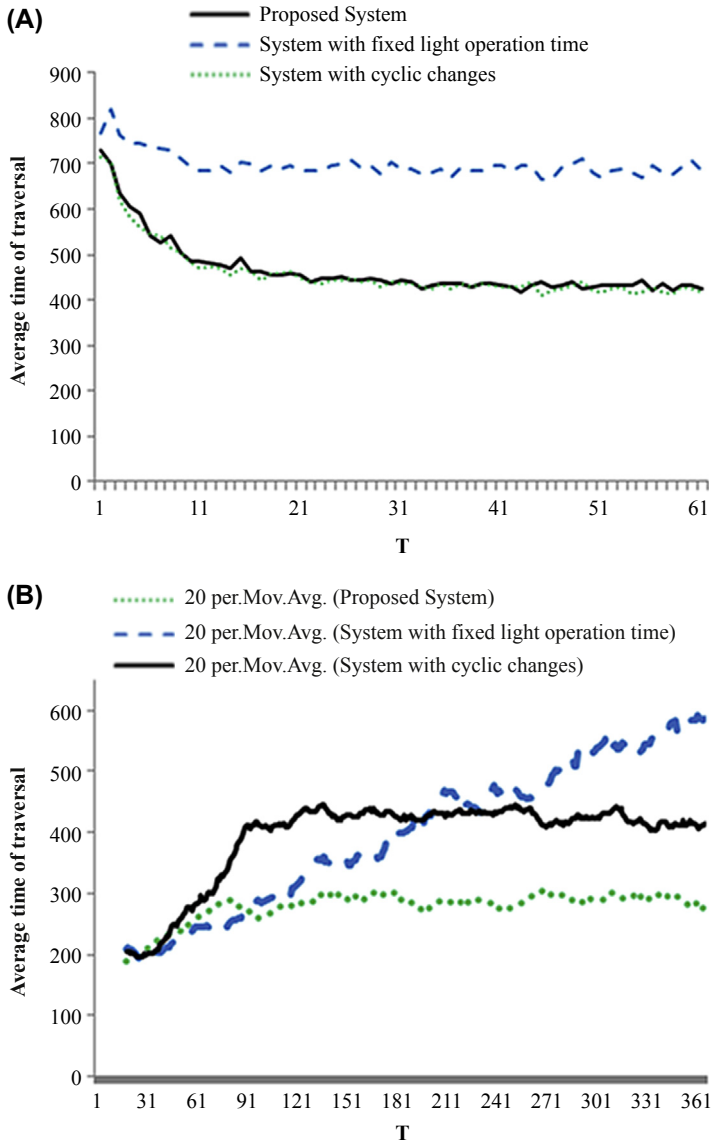 (A)
Proposed System
System with fixed light operation time
System with cyclic changes
900
800
700
600
500
400
300
200
100
0
Average time of traversal
1 11 21 31 41 51 61
T
(B)
20 per.Mov.Avg. (Proposed System)
20 per.Mov.Avg. (System with fixed light operation time)
20 per.Mov.Avg. (System with cyclic changes)
600
500
400
300
200
100
0
Average time of traversal
1 31 61 91 121 151 181 211 241 271 301 331 361
T